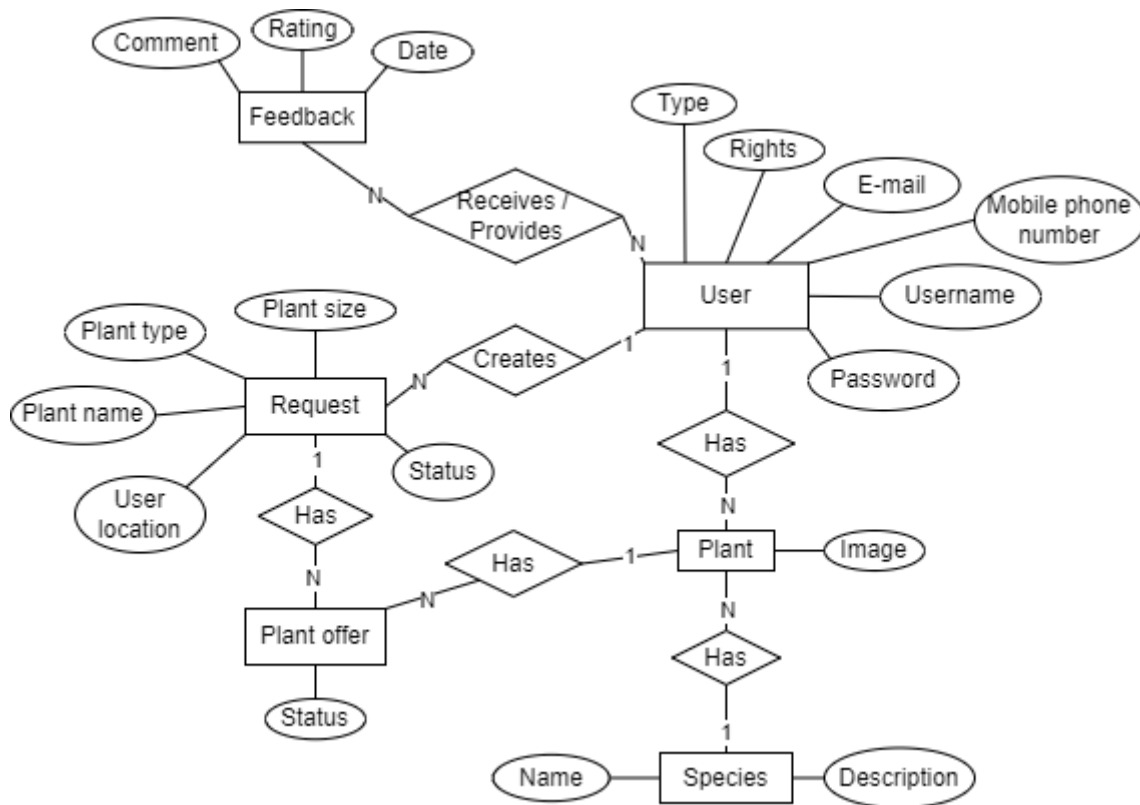 Comment
Rating
Date
Feedback
Type
Rights
E-mail
Mobile phone
number
N
Receives /
Provides
N
User
Username
Password
Plant size
Plant type
Plant name
Request
User
location
Status
N
Creates
1
1
Has
N
1
Has
N
Plant
Image
Has
1
N
Plant offer
Status
N
Has
1
Name
Species
Description